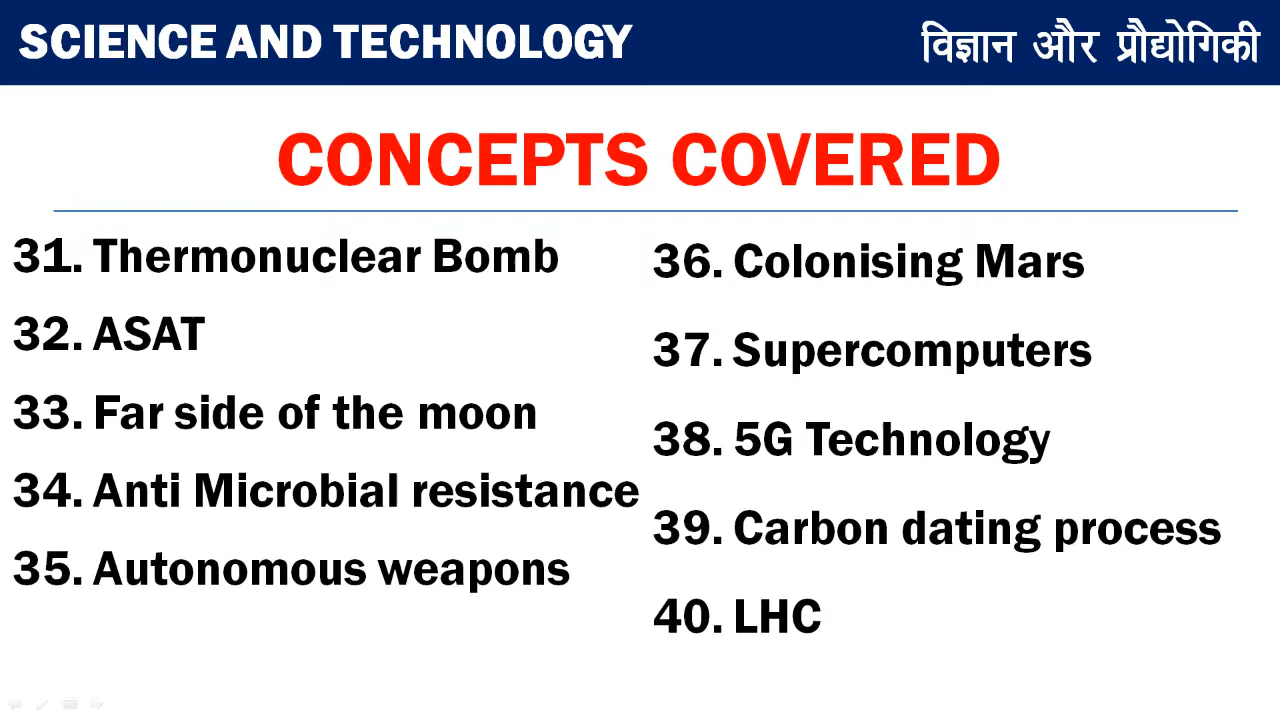 SCIENCE AND TECHNOLOGY
विज्ञान और प्रौद्योगिकी
CONCEPTS COVERED
31. Thermonuclear Bomb
32. ASAT
33. Far side of the moon
34. Anti Microbial resistance
35. Autonomous weapons
36. Colonising Mars
37. Supercomputers
38. 5G Technology
39. Carbon dating process
40. LHC